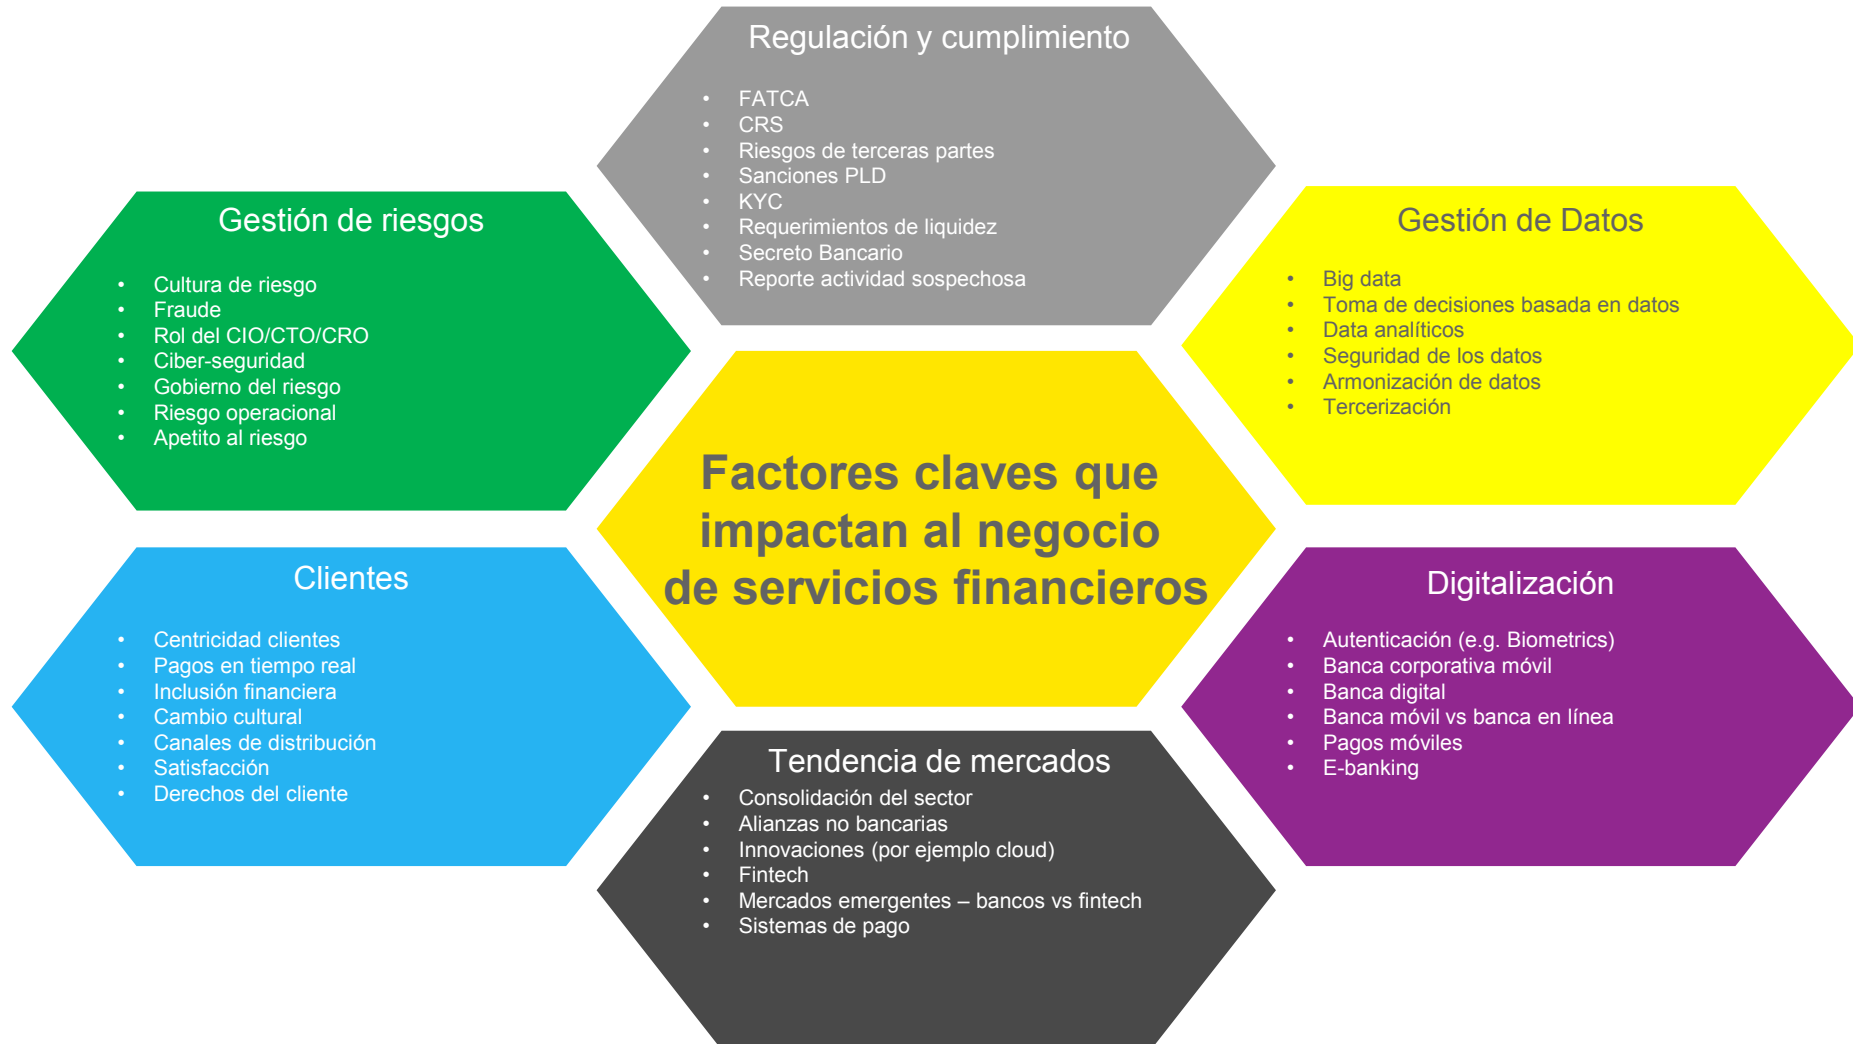 Regulación y cumplimiento
• FATCA
• CRS
• Riesgos de terceras partes
• Sanciones PLD
• KYC
• Requerimientos de liquidez
• Secreto Bancario
• Reporte actividad sospechosa
Gestión de riesgos
• Cultura de riesgo
• Fraude
• Rol del CIO/CTO/CRO
• Ciber-seguridad
• Gobierno del riesgo
• Riesgo operacional
• Apetito al riesgo
Gestión de Datos
• Big data
• Toma de decisiones basada en datos
• Data analíticos
• Seguridad de los datos
• Armonización de datos
• Tercerización
Factores claves que
impactan al negocio
de servicios financieros
Clientes
• Centricidad clientes
• Pagos en tiempo real
• Inclusión financiera
• Cambio cultural
• Canales de distribución
• Satisfacción
• Derechos del cliente
Digitalización
• Autenticación (e.g. Biometrics)
• Banca corporativa móvil
• Banca digital
• Banca móvil vs banca en línea
• Pagos móviles
• E-banking
Tendencia de mercados
• Consolidación del sector
• Alianzas no bancarias
• Innovaciones (por ejemplo cloud)
• Fintech
• Mercados emergentes – bancos vs fintech
• Sistemas de pago